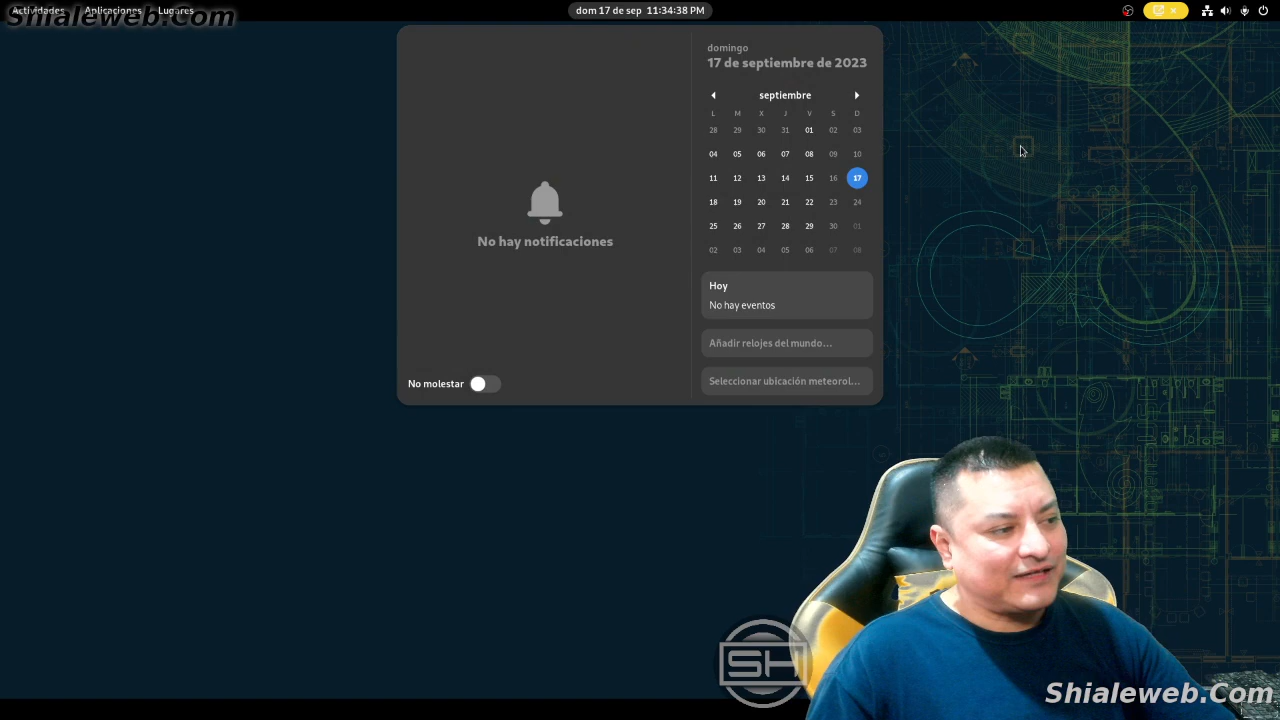 Actividades Aplicaciones Lugares
Shialeweb.Com
dom 17 de sep 11:34:38 PM
domingo
17 de septiembre de 2023
septiembre
L M X J V S D
28 29 30 31 01 02 03
04 05 06 07 08 09 10
11 12 13 14 15 16 17
18 19 20 21 22 23 24
25 26 27 28 29 30 01
02 03 04 05 06 07 08
No hay notificaciones
Hoy
No hay eventos
Añadir relojes del mundo...
Seleccionar ubicación meteorol...
No molestar
SH
Shialeweb.Com